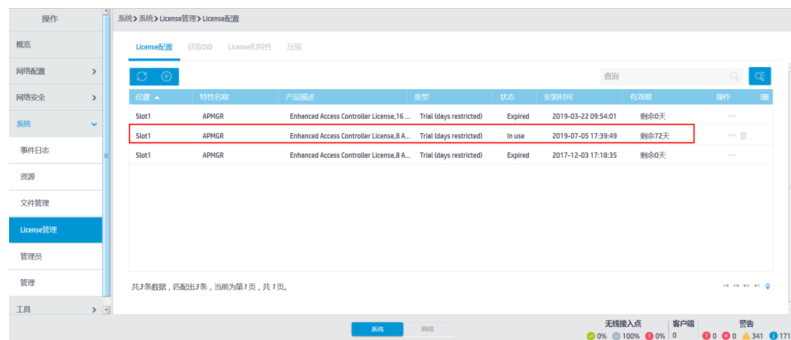 操作
系统 > 系统 > License管理 > License配置
概览
网络配置
网络安全
系统
事件日志
资源
文件管理
License管理
管理员
管理
工具
License配置 获取DID License和特性 压缩
查询
位置 特性名称 产品描述 类型 状态 安装时间 有效期 操作
Slot1 APMGR Enhanced Access Controller License,16 ... Trial (days restricted) Expired 2019-03-22 09:54:01 剩余0天
Slot1 APMGR Enhanced Access Controller License,8 A... Trial (days restricted) In use 2019-07-05 17:39:49 剩余72天
Slot1 APMGR Enhanced Access Controller License,8 A... Trial (days restricted) Expired 2017-12-03 17:18:35 剩余0天
共3条数据，匹配出3条，当前为第1页，共1页。
系统 网络
无线接入点 客户端 警告
0% 100% 0% 0 0 0 341 171